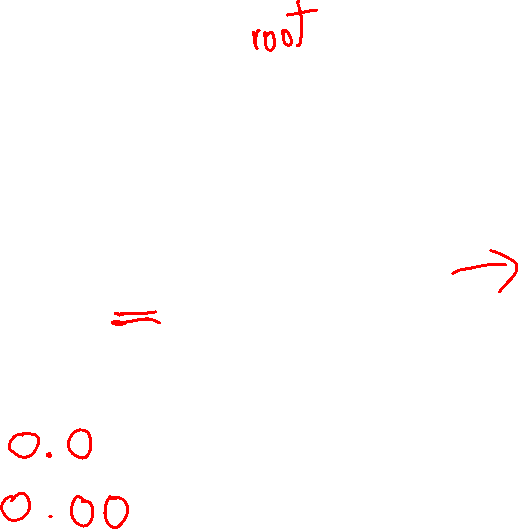 root
→
=
0.0
0.00